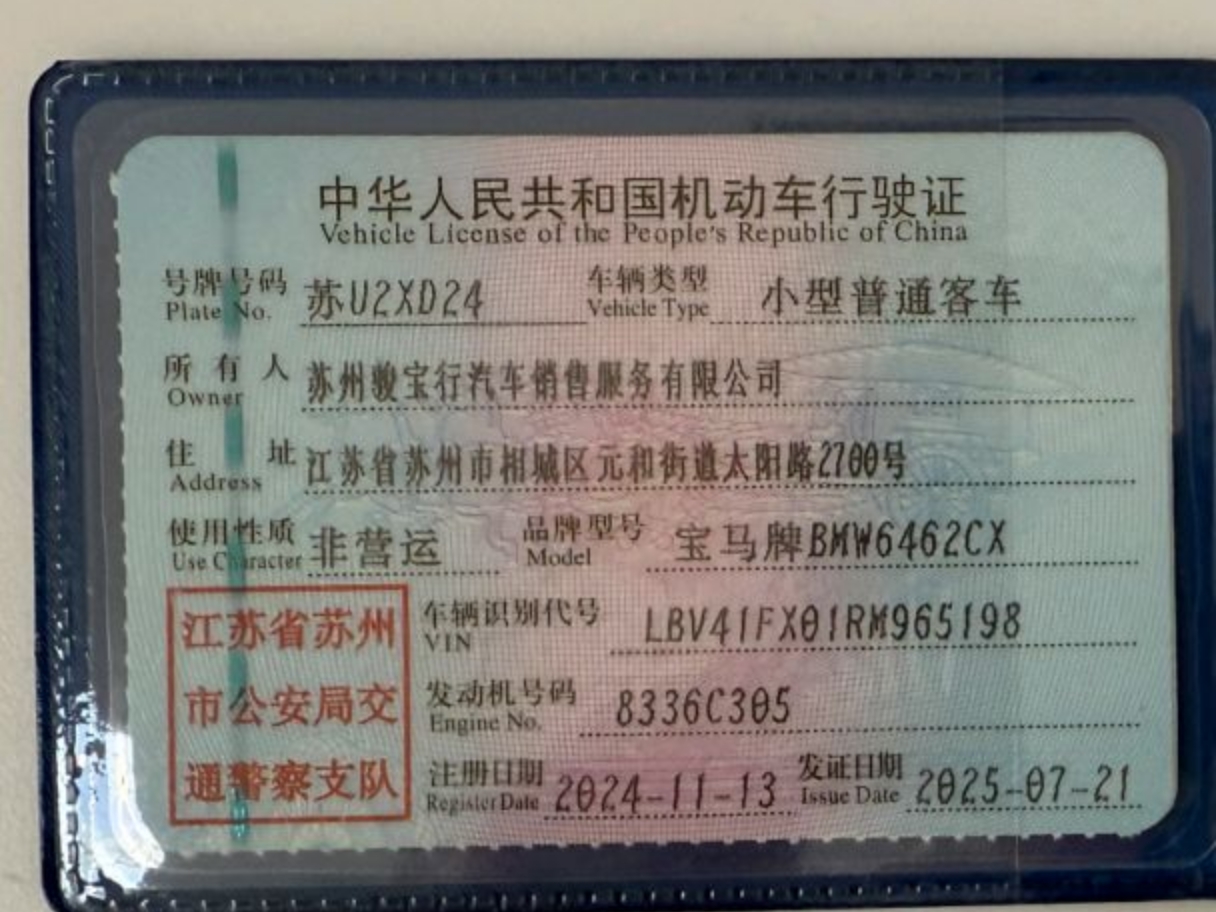 中华人民共和国机动车行驶证
Vehicle License of the People's Republic of China
号牌号码 苏U2XD24 车辆类型 小型普通客车
Plate No. Vehicle Type
所有人 苏州骏宝行汽车销售服务有限公司
Owner
住址 江苏省苏州市相城区元和街道太阳路2700号
Address
使用性质 非营运 品牌型号 宝马牌BMW6462CX
Use Character Model
江苏省苏州
市公安局交
通警察支队
车辆识别代号 LBV41FX01RM965198
VIN
发动机号码 8336C305
Engine No.
注册日期 2024-11-13 发证日期 2025-07-21
Register Date Issue Date